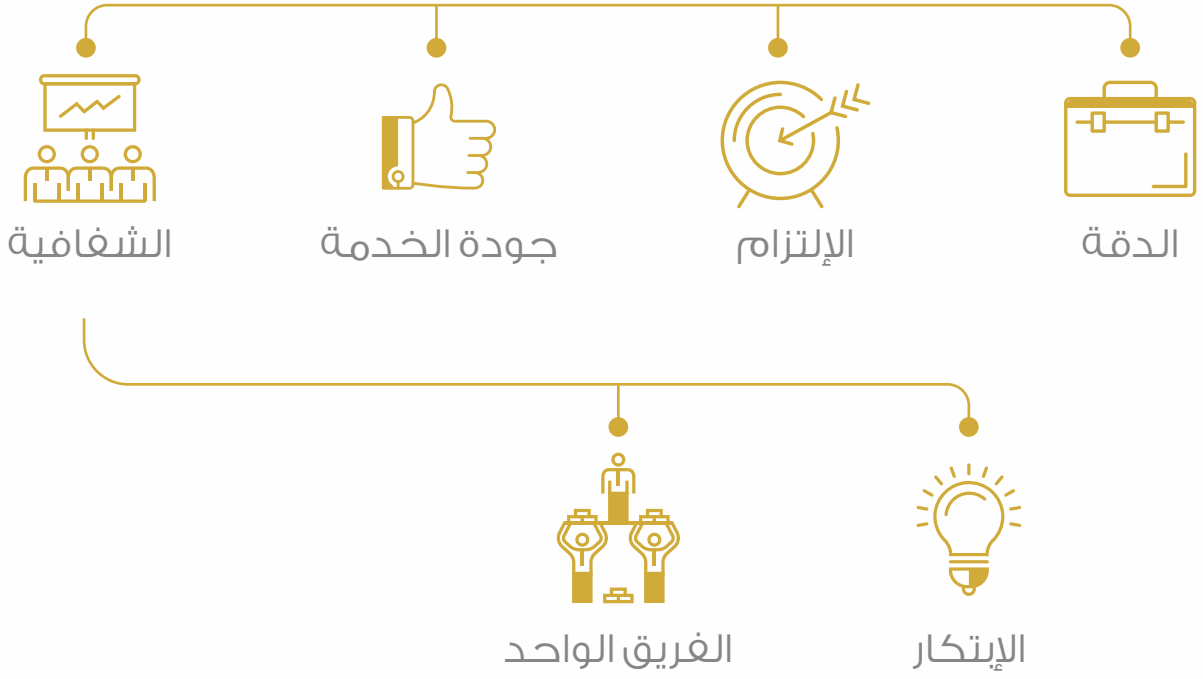 الدقة
الإلتزام
جودة الخدمة
الشفافية
الإبتكار
الفريق الواحد